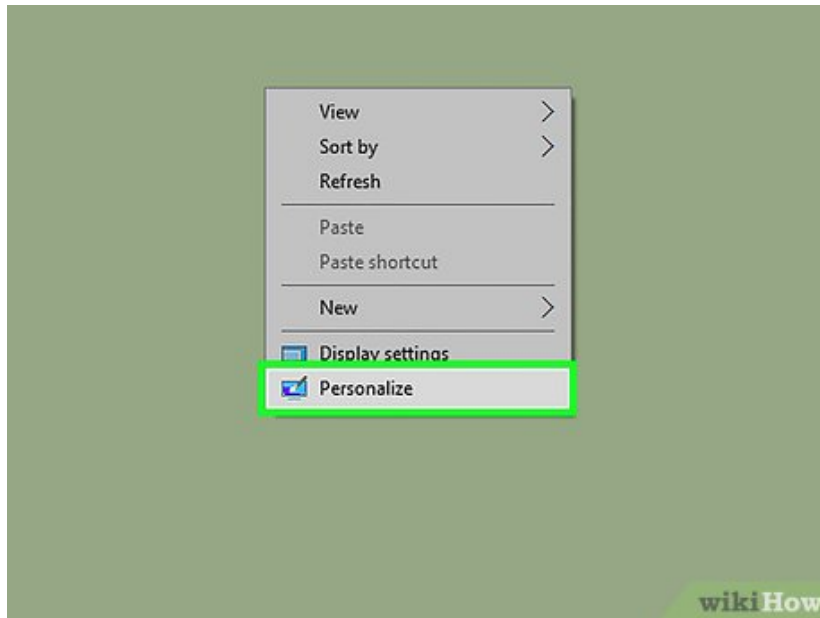 View
Sort by
Refresh
Paste
Paste shortcut
New
Display settings
Personalize
wikiHow